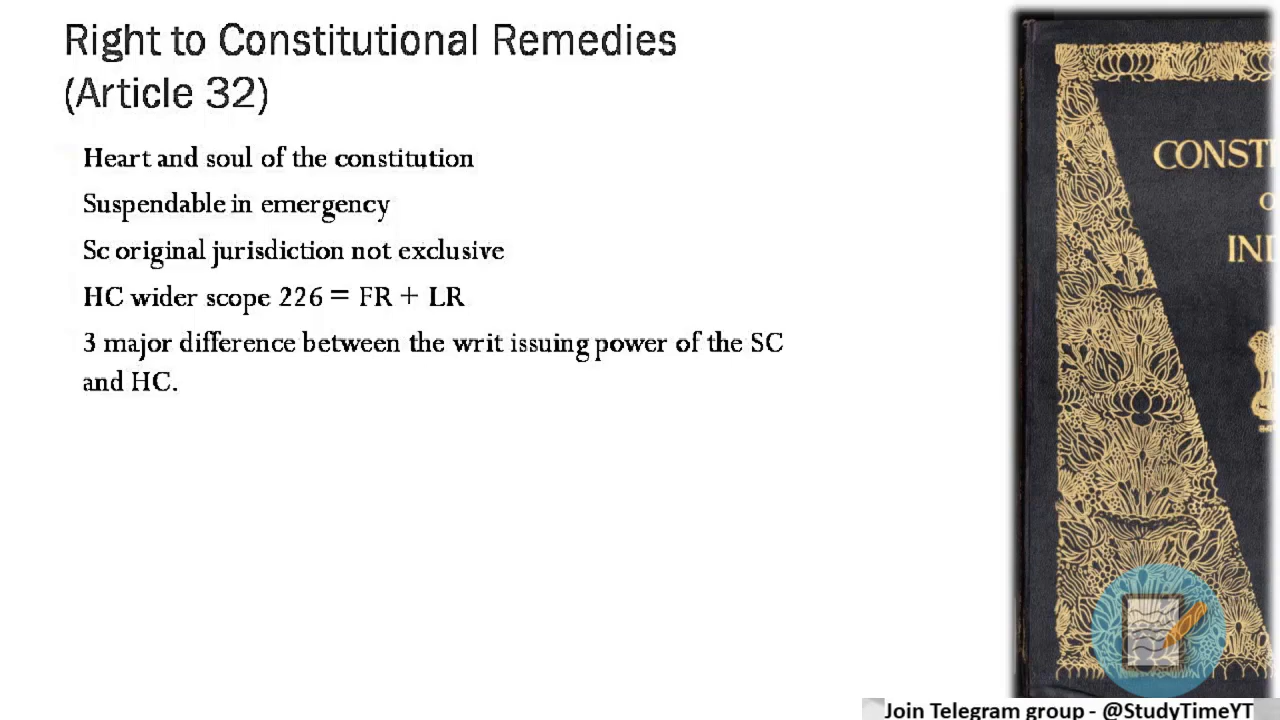 Right to Constitutional Remedies
(Article 32)
Heart and soul of the constitution
Suspendable in emergency
Sc original jurisdiction not exclusive
HC wider scope 226 = FR + LR
3 major difference between the writ issuing power of the SC
and HC.
CONST
O
IN
Join Telegram group - @StudyTimeYT